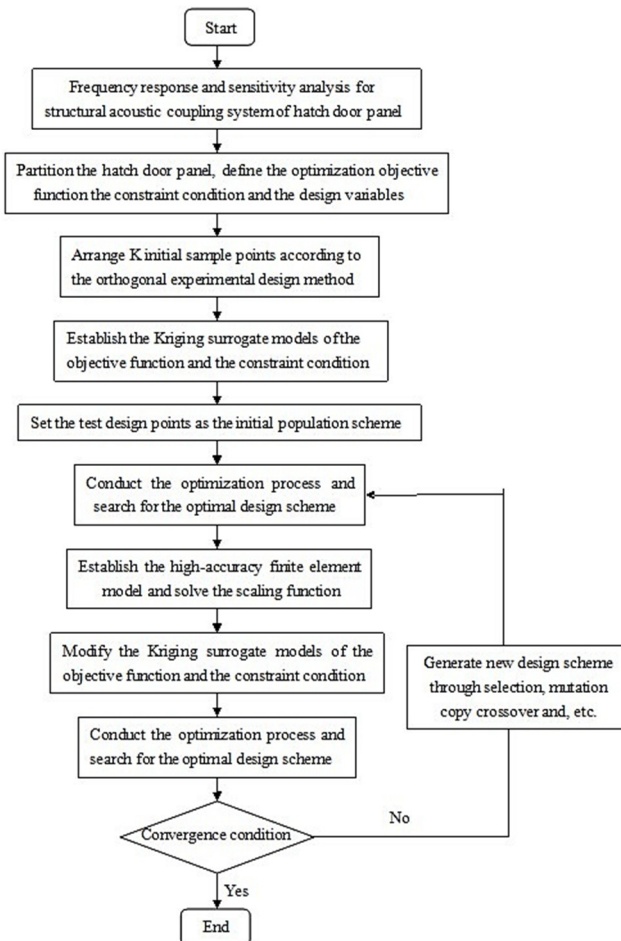 Start
Frequency response and sensitivity analysis for
structural acoustic coupling system of hatch door panel
Partition the hatch door panel, define the optimization objective
function the constraint condition and the design variables
Arrange K initial sample points according to
the orthogonal experimental design method
Establish the Kriging surrogate models of the
objective function and the constraint condition
Set the test design points as the initial population scheme
Conduct the optimization process and
search for the optimal design scheme
Establish the high-accuracy finite element
model and solve the scaling function
Modify the Kriging surrogate models of the
objective function and the constraint condition
Generate new design scheme
through selection, mutation
copy crossover and, etc.
Conduct the optimization process and
search for the optimal design scheme
Convergence condition
No
Yes
End